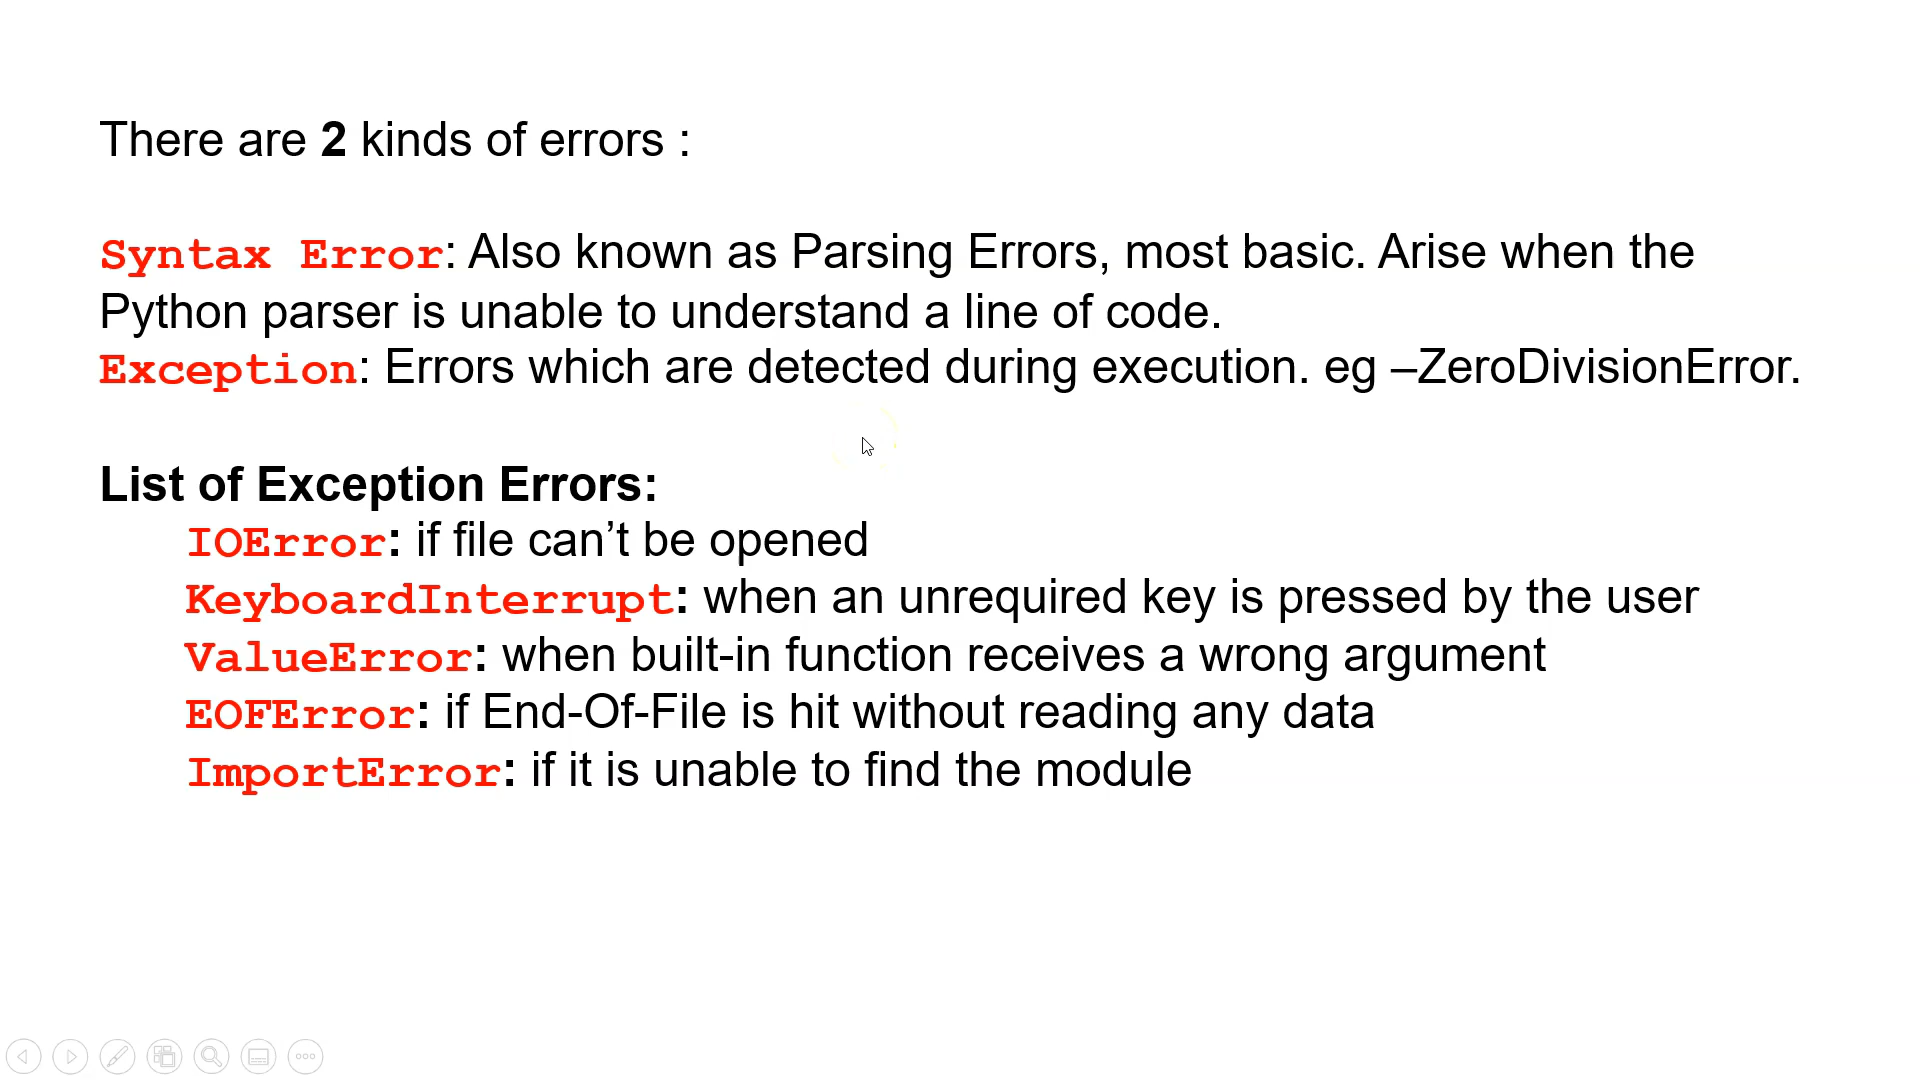 There are 2 kinds of errors :
Syntax Error: Also known as Parsing Errors, most basic. Arise when the
Python parser is unable to understand a line of code.
Exception: Errors which are detected during execution. eg –ZeroDivisionError.
List of Exception Errors:
IOError: if file can’t be opened
KeyboardInterrupt: when an unrequired key is pressed by the user
ValueError: when built-in function receives a wrong argument
EOFError: if End-Of-File is hit without reading any data
ImportError: if it is unable to find the module